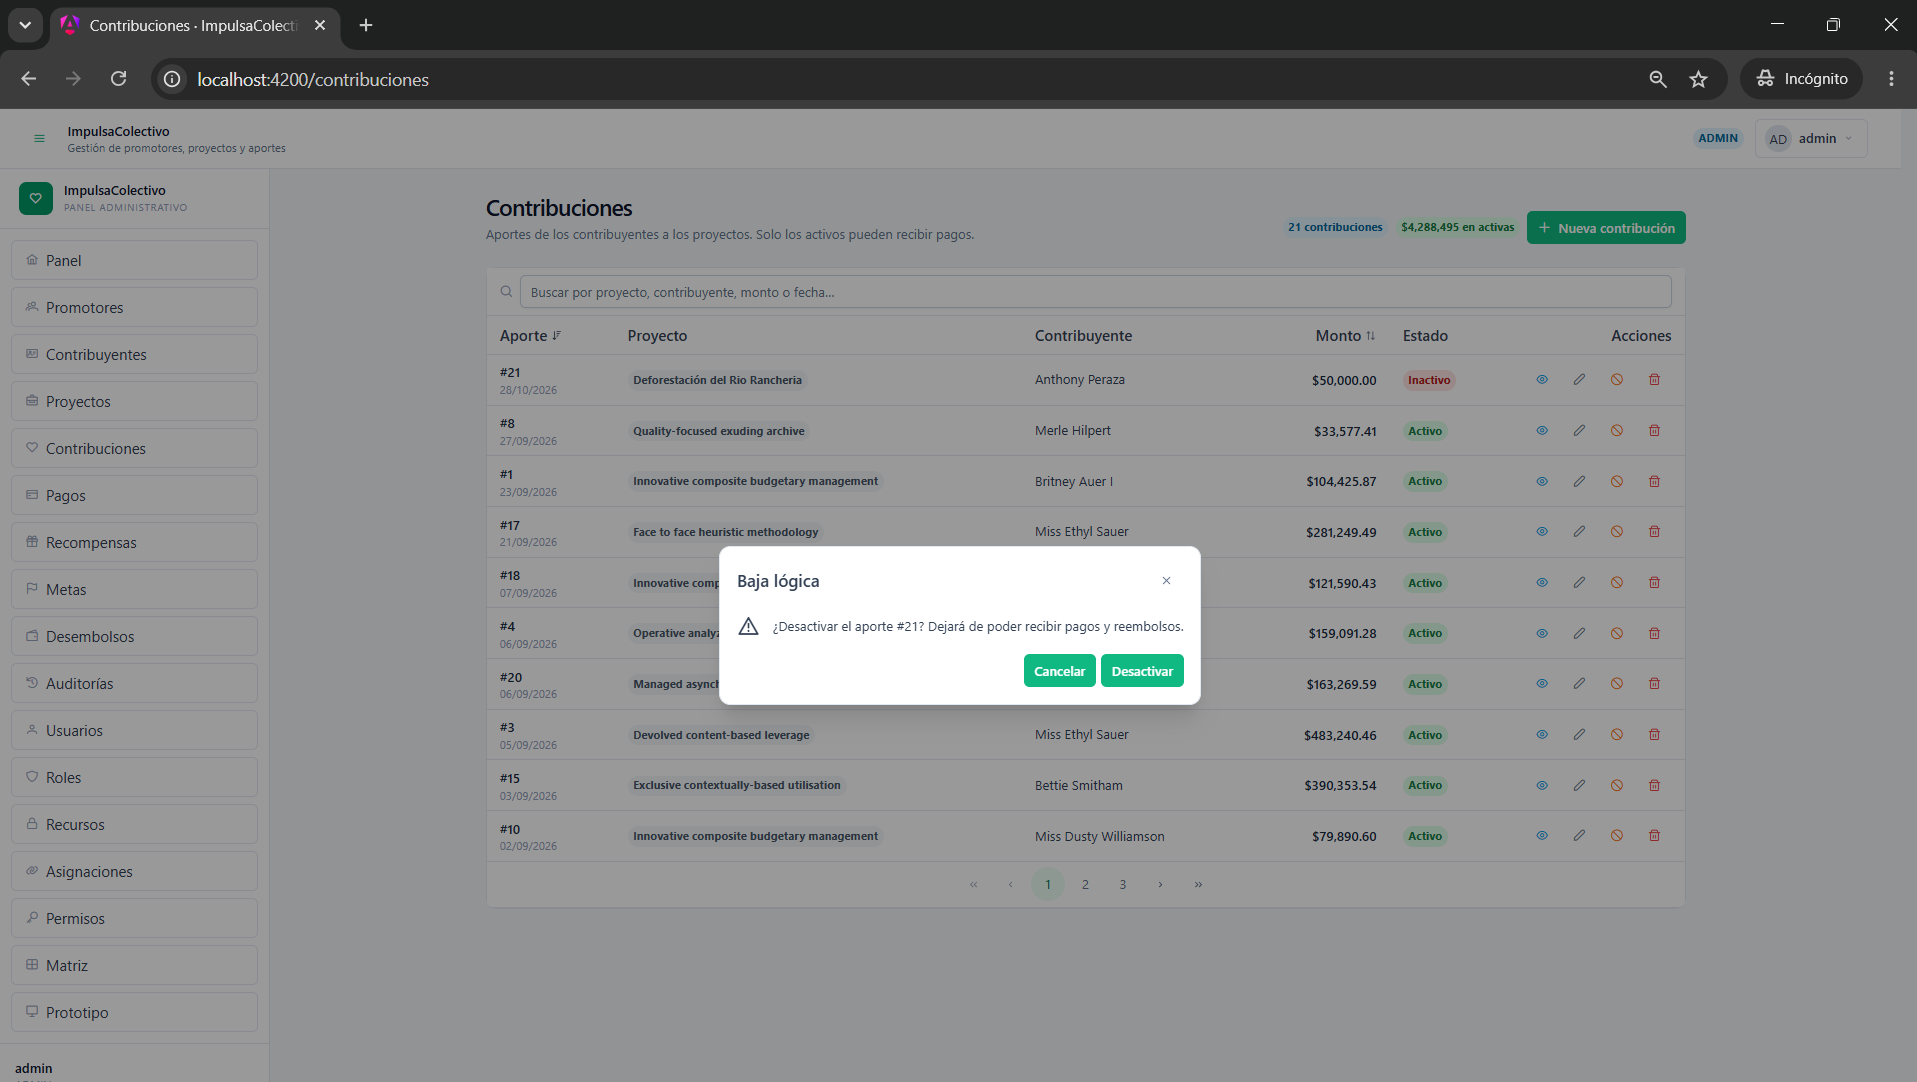 Contribuciones · ImpulsaColecti
localhost:4200/contribuciones
Incógnito
ImpulsaColectivo
Gestión de promotores, proyectos y aportes
ADMIN
AD admin
ImpulsaColectivo
PANEL ADMINISTRATIVO
Panel
Promotores
Contribuyentes
Proyectos
Contribuciones
Pagos
Recompensas
Metas
Desembolsos
Auditorías
Usuarios
Roles
Recursos
Asignaciones
Permisos
Matriz
Prototipo
admin
Contribuciones
Aportes de los contribuyentes a los proyectos. Solo los activos pueden recibir pagos.
21 contribuciones $4,288,495 en activas + Nueva contribución
Buscar por proyecto, contribuyente, monto o fecha...
Aporte Proyecto Contribuyente Monto Estado Acciones
#21 Deforestación del Rio Rancheria Anthony Peraza $50,000.00 Inactivo
28/10/2026
#8 Quality-focused exuding archive Merle Hilpert $33,577.41 Activo
27/09/2026
#1 Innovative composite budgetary management Britney Auer I $104,425.87 Activo
23/09/2026
#17 Face to face heuristic methodology Miss Ethyl Sauer $281,249.49 Activo
21/09/2026
#18 Innovative comp $121,590.43 Activo
07/09/2026
#4 Operative analyz $159,091.28 Activo
06/09/2026
#20 Managed asynch $163,269.59 Activo
06/09/2026
#3 Devolved content-based leverage Miss Ethyl Sauer $483,240.46 Activo
05/09/2026
#15 Exclusive contextually-based utilisation Bettie Smitham $390,353.54 Activo
03/09/2026
#10 Innovative composite budgetary management Miss Dusty Williamson $79,890.60 Activo
02/09/2026
« ‹ 1 2 3 › »
Baja lógica
¿Desactivar el aporte #21? Dejará de poder recibir pagos y reembolsos.
Cancelar Desactivar